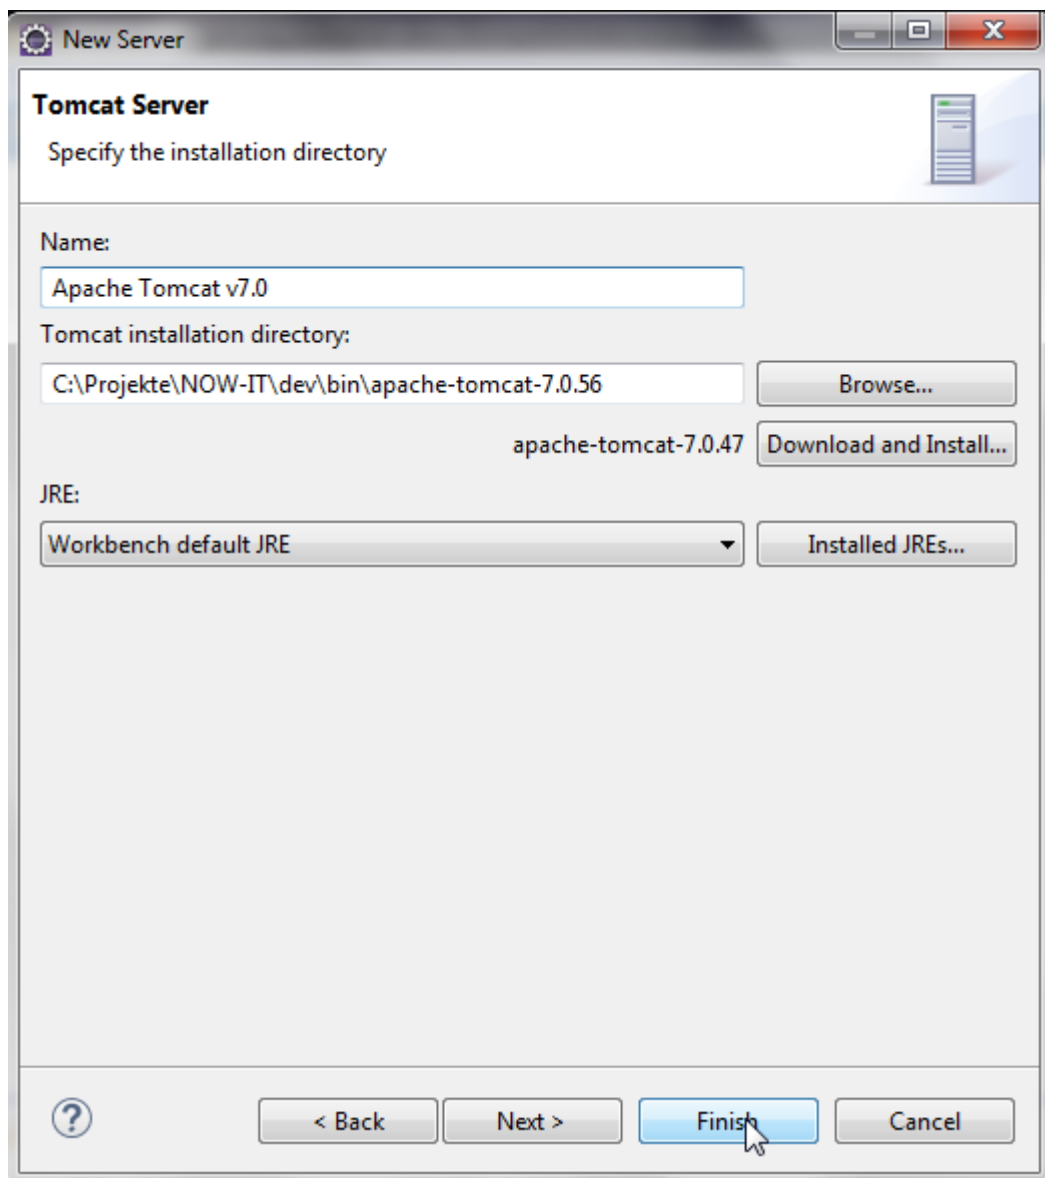 New Server
Tomcat Server
Specify the installation directory
Name:
Apache Tomcat v7.0
Tomcat installation directory:
C:\Projekte\NOW-IT\dev\bin\apache-tomcat-7.0.56 Browse...
apache-tomcat-7.0.47 Download and Install...
JRE:
Workbench default JRE Installed JREs...
? < Back Next > Finish Cancel